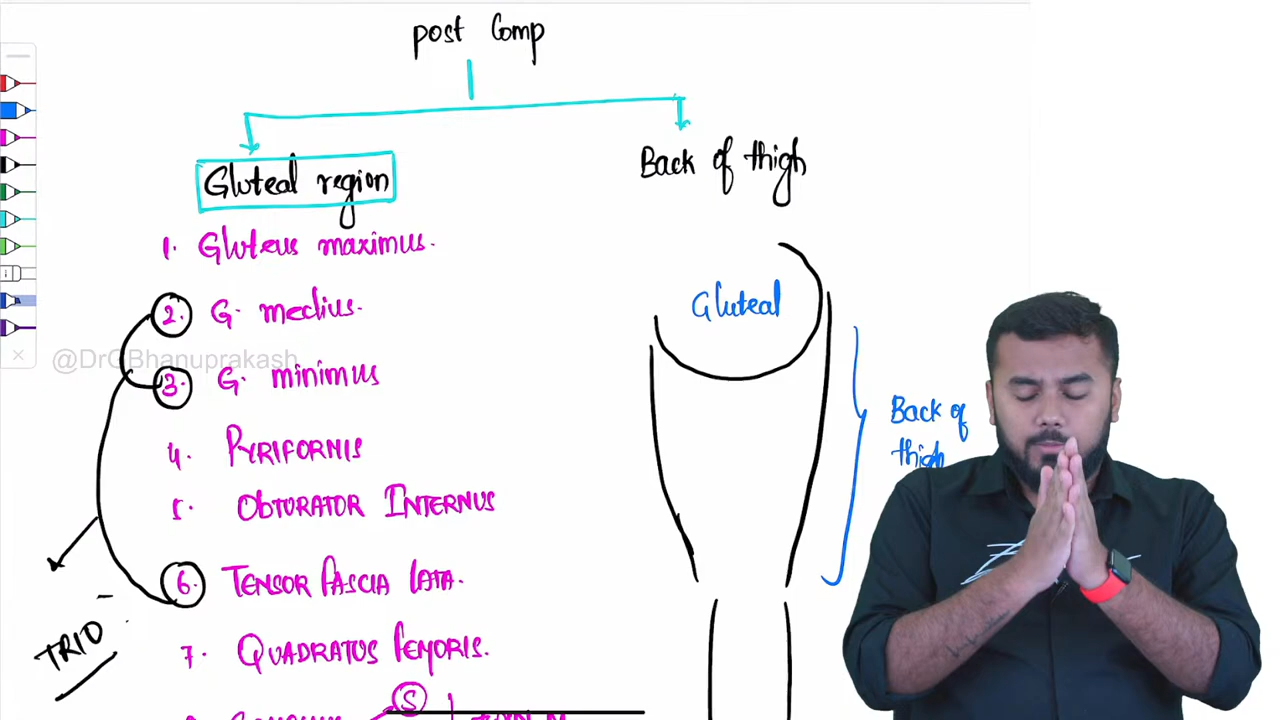 post Comp
Gluteal region
Back of thigh
1. Gluteus maximus.
2. G. medius.
3. G. minimus
4. PYRIFORMIS
5. OBTURATOR INTERNUS
6. TENSOR FASCIA LATA.
7. QUADRATUS FEMORIS.
TRIO
S
@DrGBhanuprakash
Gluteal
Back of
thigh